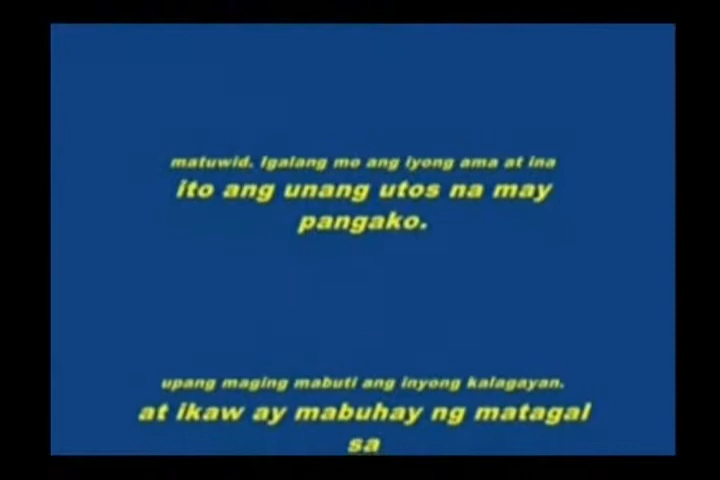 matuwid. Igalang mo ang iyong ama at ina
ito ang unang utos na may
pangako.
upang maging mabuti ang inyong kalagayan.
at ikaw ay mabuhay ng matagal
sa